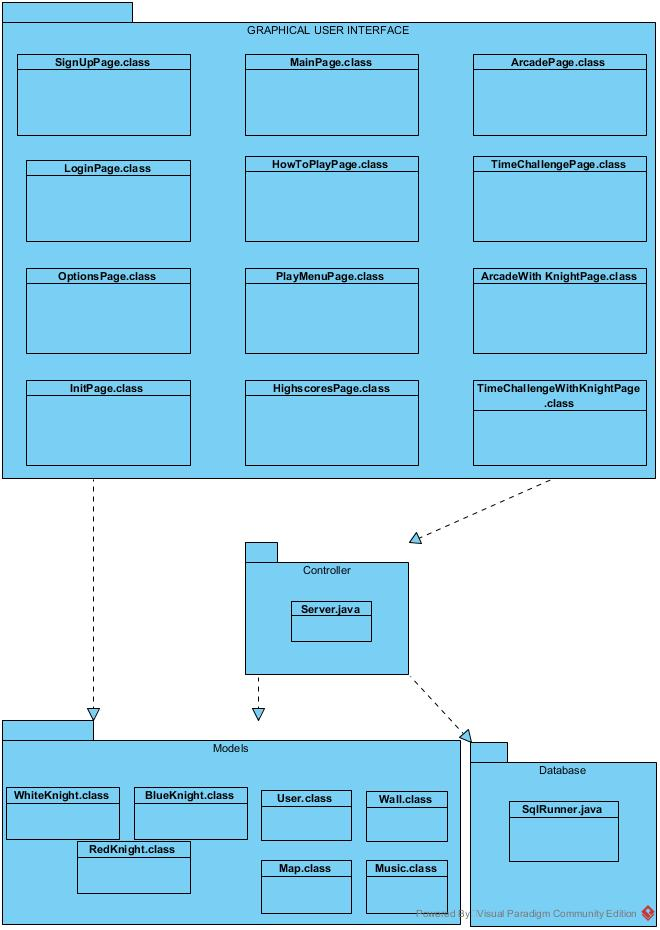 GRAPHICAL USER INTERFACE
SignUpPage.class
MainPage.class
ArcadePage.class
LoginPage.class
HowToPlayPage.class
TimeChallengePage.class
OptionsPage.class
PlayMenuPage.class
ArcadeWith KnightPage.class
InitPage.class
HighscoresPage.class
TimeChallengeWithKnightPage
.class
Controller
Server.java
Models
WhiteKnight.class
BlueKnight.class
User.class
Wall.class
RedKnight.class
Map.class
Music.class
Database
SqlRunner.java
Powered By Visual Paradigm Community Edition